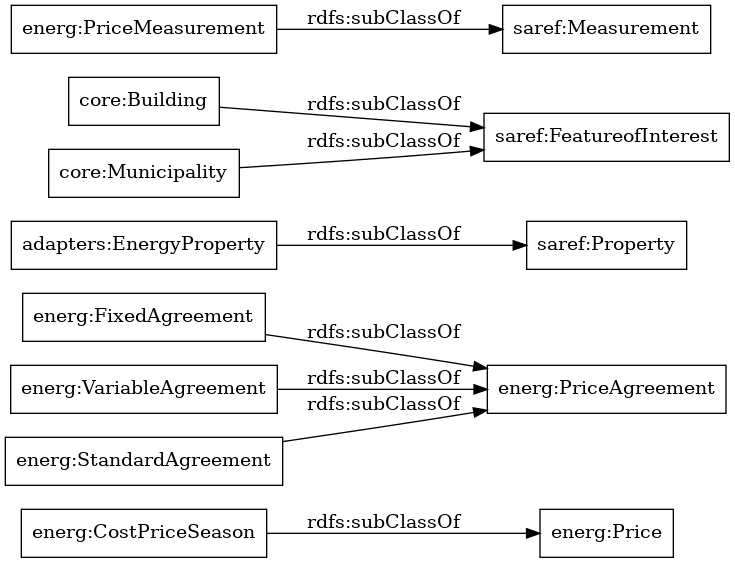 energ:PriceMeasurement
rdfs:subClassOf
saref:Measurement
core:Building
rdfs:subClassOf
saref:FeatureofInterest
core:Municipality
rdfs:subClassOf
adapters:EnergyProperty
rdfs:subClassOf
saref:Property
energ:FixedAgreement
rdfs:subClassOf
energ:VariableAgreement
rdfs:subClassOf
energ:PriceAgreement
energ:StandardAgreement
rdfs:subClassOf
energ:CostPriceSeason
rdfs:subClassOf
energ:Price